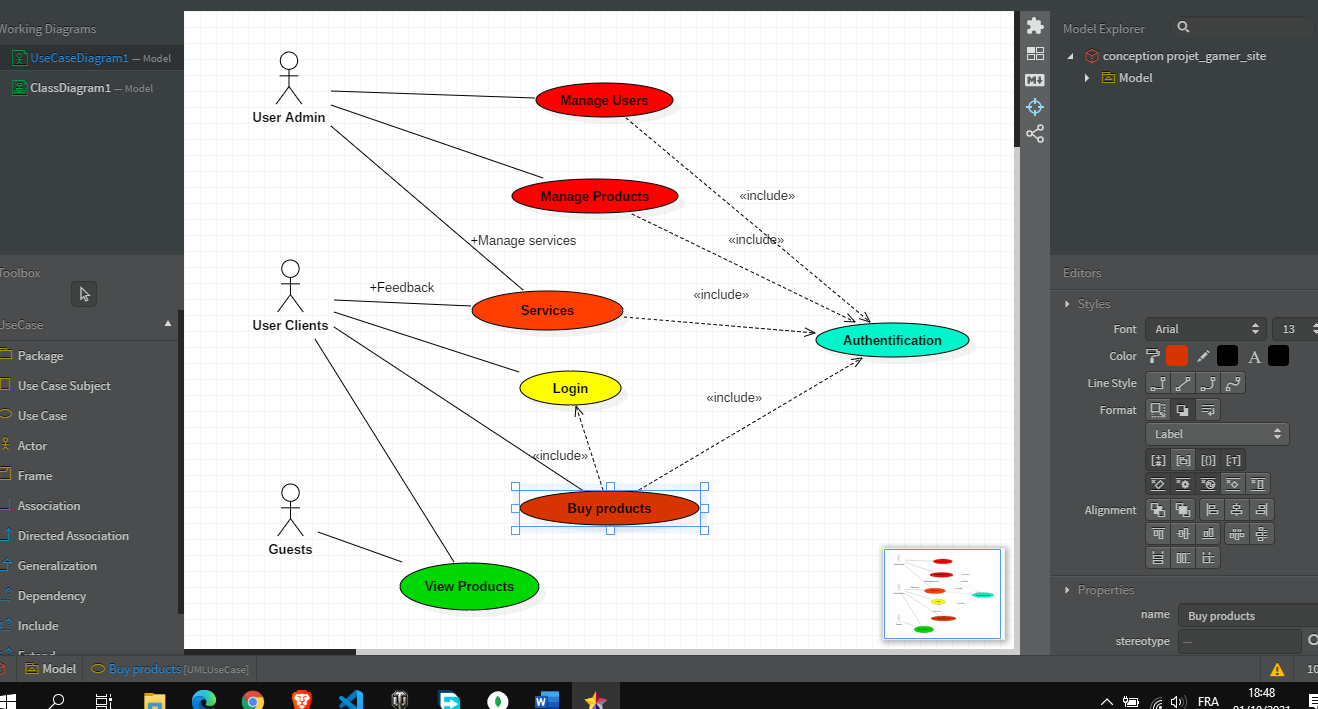 Working Diagrams
UseCaseDiagram1 — Model
ClassDiagram1 — Model
Toolbox
UseCase
Package
Use Case Subject
Use Case
Actor
Frame
Association
Directed Association
Generalization
Dependency
Include
Extend
User Admin
Manage Users
Manage Products
«include»
«include»
+Manage services
+Feedback
«include»
User Clients
Services
Authentification
Login
«include»
«include»
Buy products
Guests
View Products
Model Explorer
conception projet_gamer_site
Model
Editors
Styles
Font
Arial
13
Color
A
Line Style
Format
Label
Alignment
Properties
name
Buy products
stereotype
—
Model
Buy products [UMLUseCase]
FRA
18:48